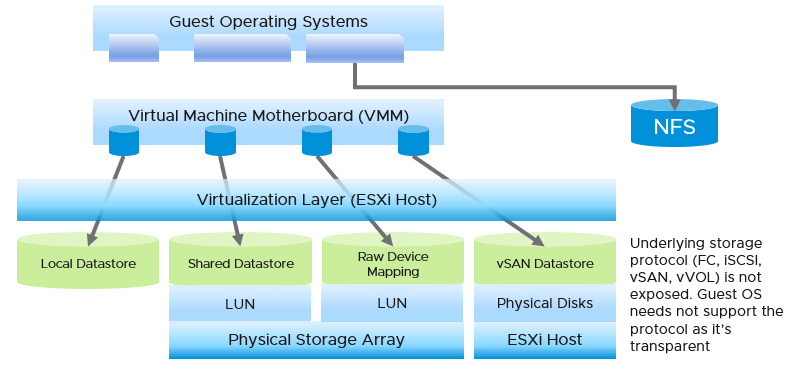 Guest Operating Systems
Virtual Machine Motherboard (VMM)
NFS
Virtualization Layer (ESXi Host)
Local Datastore
Shared Datastore
Raw Device
Mapping
vSAN Datastore
LUN
LUN
Physical Disks
Physical Storage Array
ESXi Host
Underlying storage
protocol (FC, iSCSI,
vSAN, vVOL) is not
exposed. Guest OS
needs not support the
protocol as it's
transparent